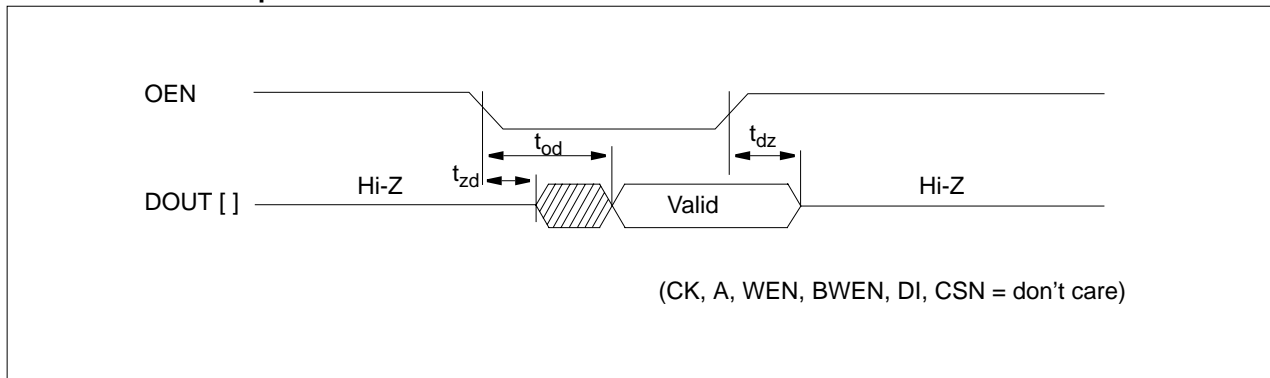 OEN
t_od
t_dz
t_zd
Hi-Z
Hi-Z
DOUT [ ]
Valid
(CK, A, WEN, BWEN, DI, CSN = don't care)